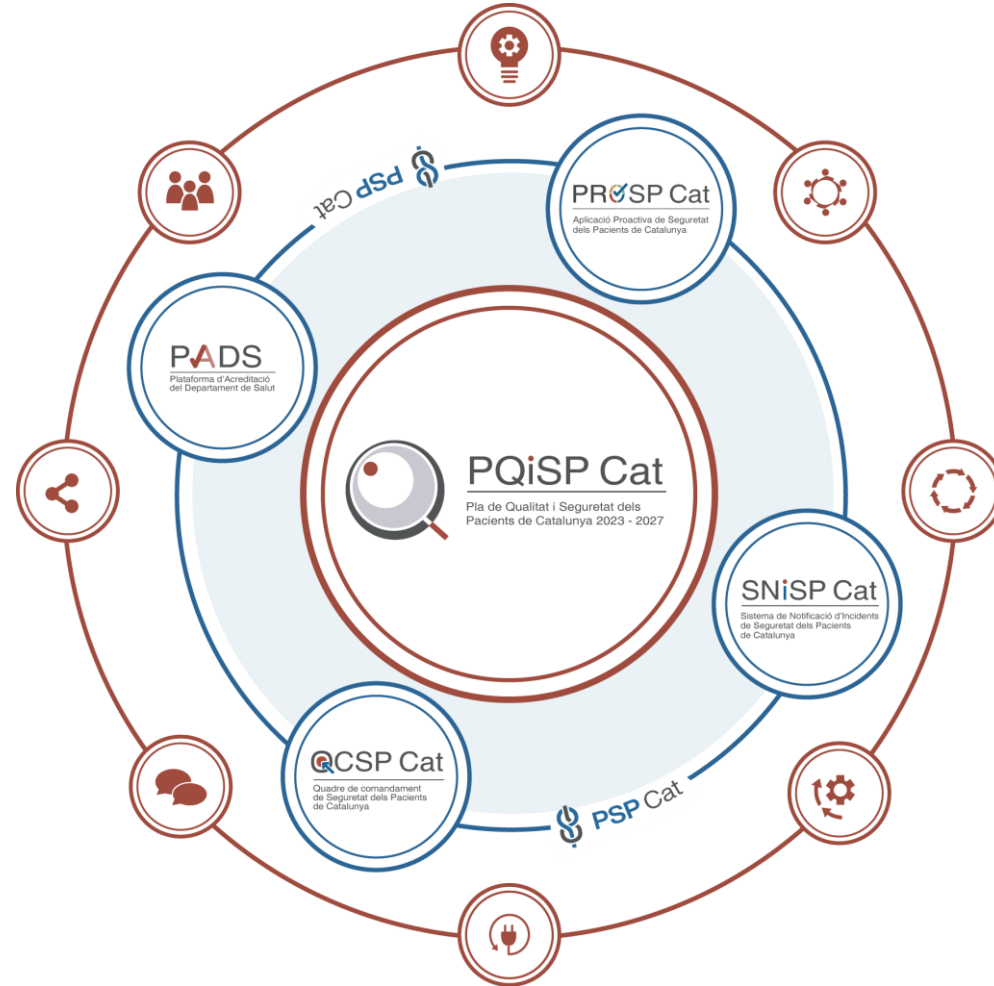 PSP Cat
PROSP Cat
Aplicació Proactiva de Seguretat
dels Pacients de Catalunya
PADS
Plataforma d'Acreditació
del Departament de Salut
PQiSP Cat
Pla de Qualitat i Seguretat dels
Pacients de Catalunya 2023 - 2027
SNiSP Cat
Sistema de Notificació d'Incidents
de Seguretat dels Pacients
de Catalunya
QCSP Cat
Quadre de comandament
de Seguretat dels Pacients
de Catalunya
PSP Cat